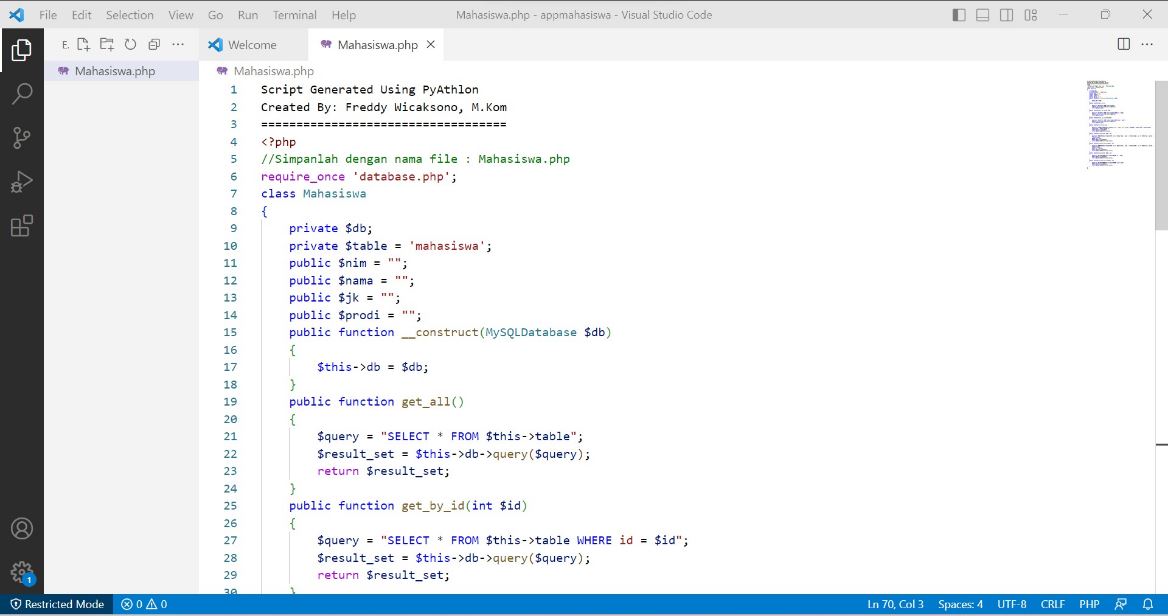 File Edit Selection View Go Run Terminal Help Mahasiswa.php - appmahasiswa - Visual Studio Code
E. Welcome Mahasiswa.php
Mahasiswa.php Mahasiswa.php
1 Script Generated Using PyAthlon
2 Created By: Freddy Wicaksono, M.Kom
3 ===================================
4 <?php
5 //Simpanlah dengan nama file : Mahasiswa.php
6 require_once 'database.php';
7 class Mahasiswa
8 {
9 private $db;
10 private $table = 'mahasiswa';
11 public $nim = "";
12 public $nama = "";
13 public $jk = "";
14 public $prodi = "";
15 public function __construct(MySQLDatabase $db)
16 {
17 $this->db = $db;
18 }
19 public function get_all()
20 {
21 $query = "SELECT * FROM $this->table";
22 $result_set = $this->db->query($query);
23 return $result_set;
24 }
25 public function get_by_id(int $id)
26 {
27 $query = "SELECT * FROM $this->table WHERE id = $id";
28 $result_set = $this->db->query($query);
29 return $result_set;
30 }
1
Restricted Mode 0 0 Ln 70, Col 3 Spaces: 4 UTF-8 CRLF PHP